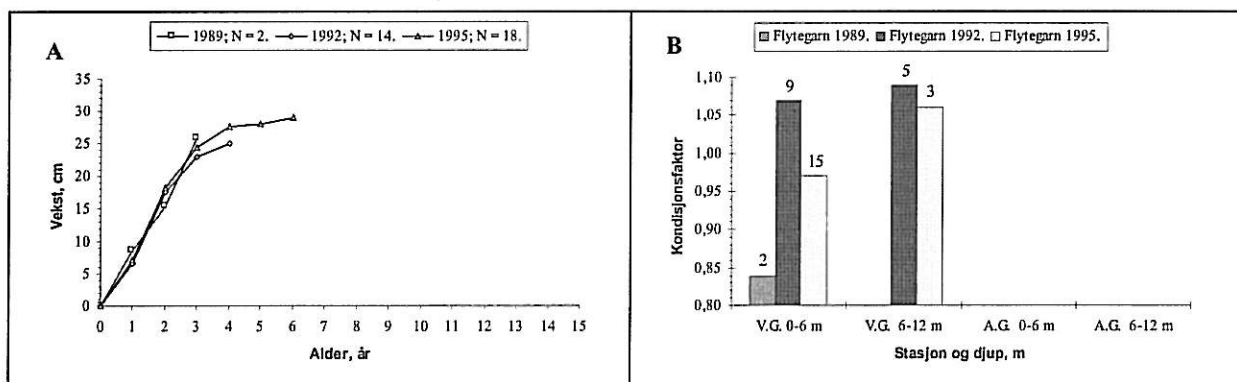 A
1989; N = 2. 1992; N = 14. 1995; N = 18.
35
30
25
20
15
10
5
0
Vekst, cm
0 1 2 3 4 5 6 7 8 9 10 11 12 13 14 15
Alder, år
B
Flytegarn 1989. Flytegarn 1992. Flytegarn 1995.
1,10
1,05
1,00
0,95
0,90
0,85
0,80
Kondisjonsfaktor
2 9 15 5 3
V.G. 0-6 m V.G. 6-12 m A.G. 0-6 m A.G. 6-12 m
Stasjon og djup, m